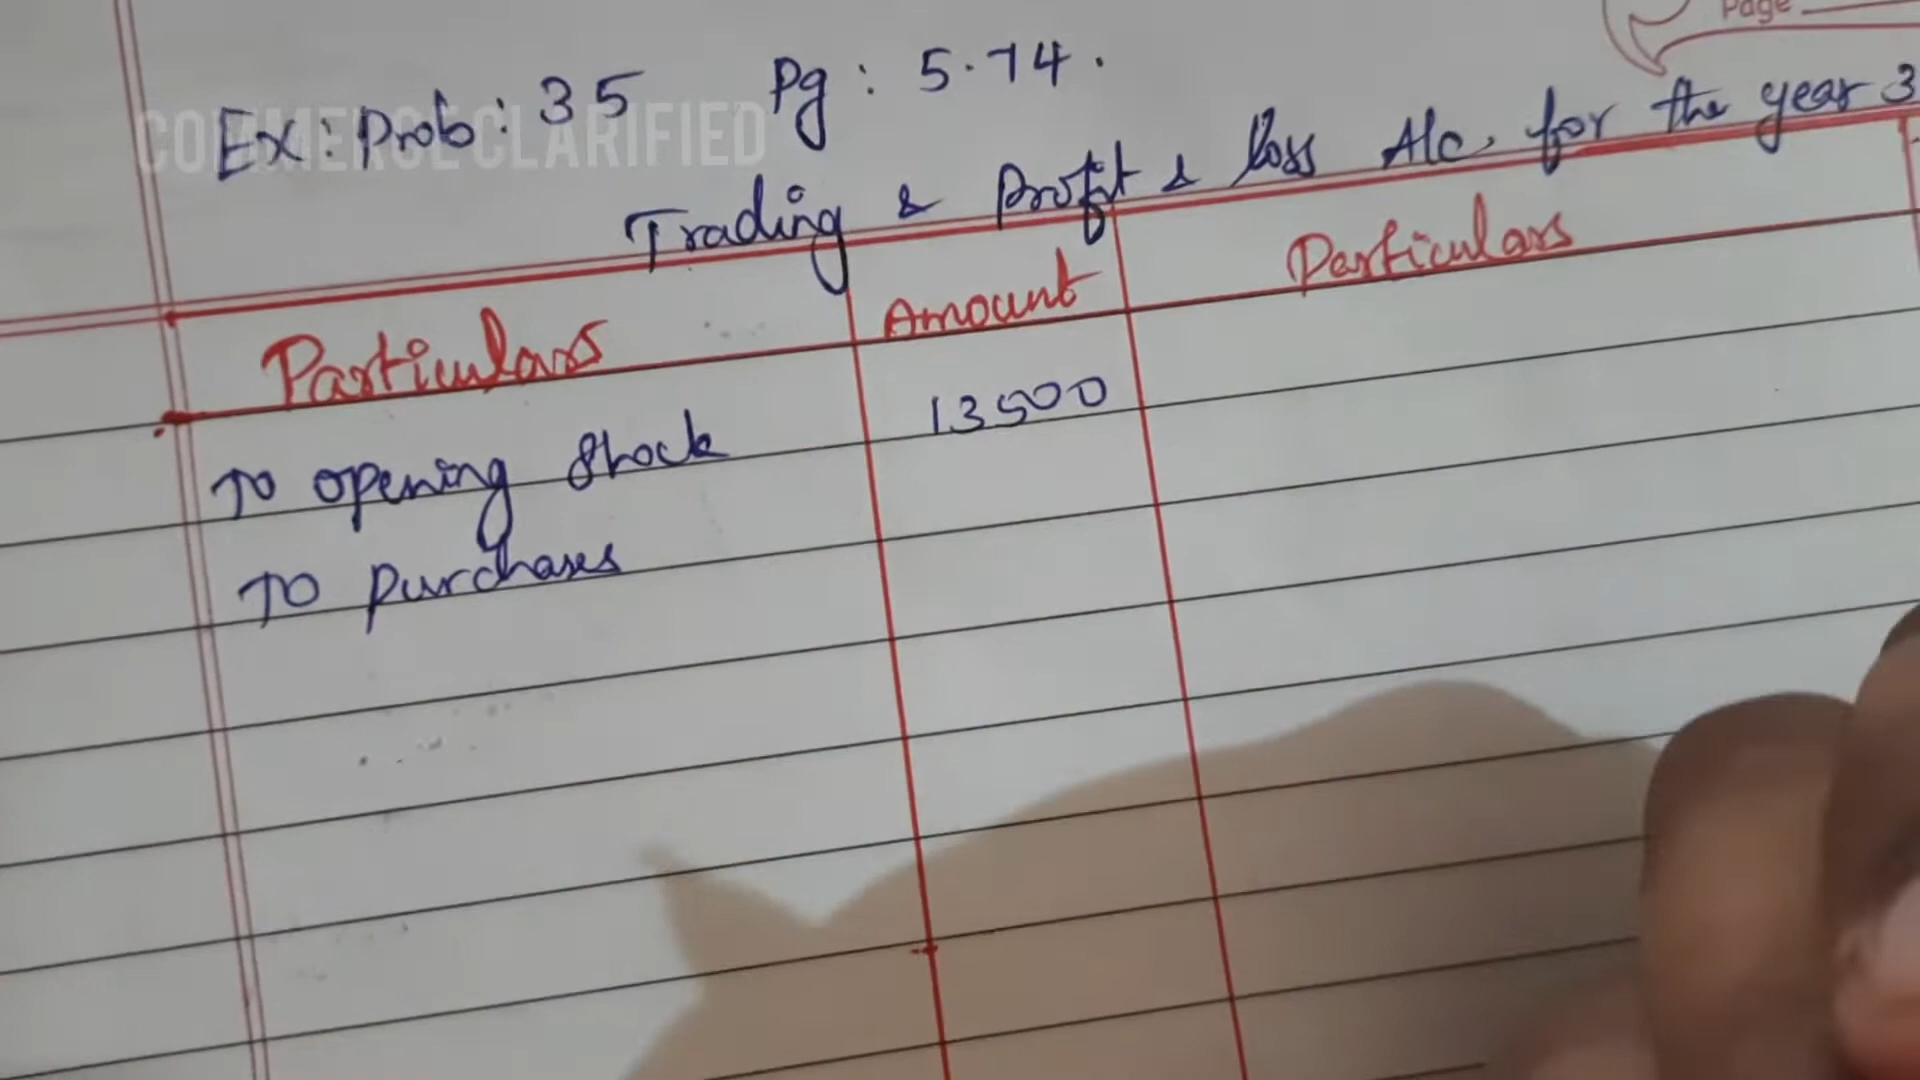 Page
Ex: Prob: 35 Pg: 5.74.
COMMERCE CLARIFIED
Trading & Profit & loss A/c. for the year 3
Particulars Amount Particulars
To opening Stock 13500
To purchases